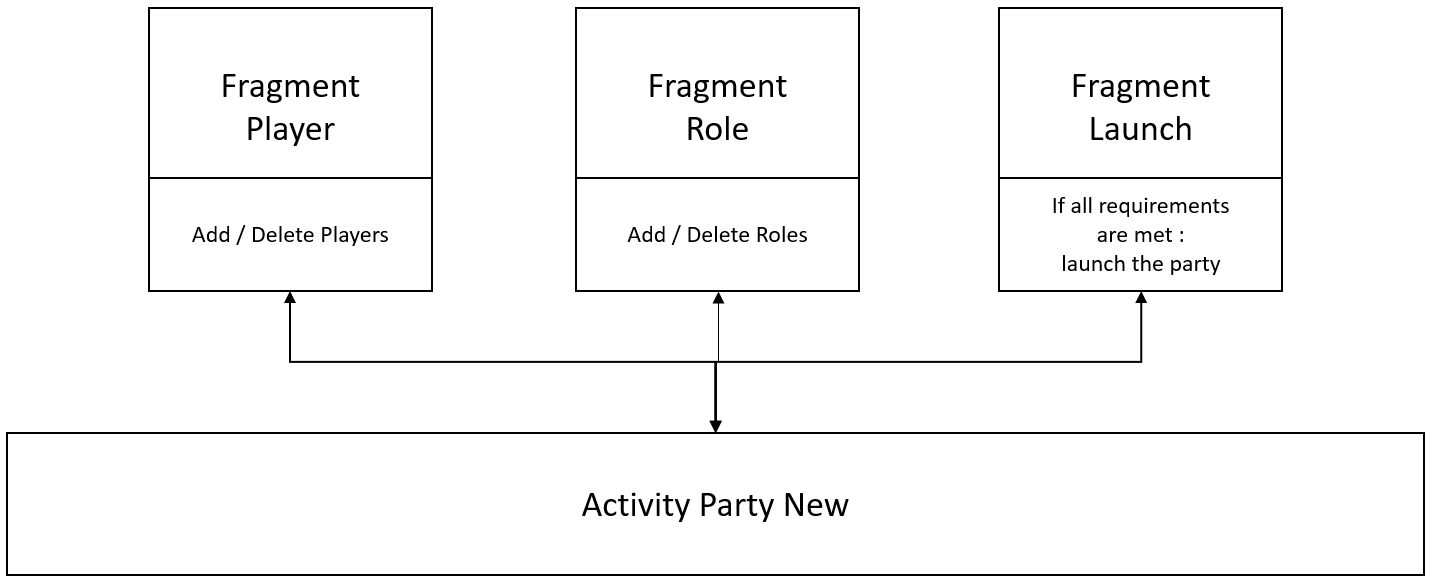 Fragment
Player
Add / Delete Players
Fragment
Role
Add / Delete Roles
Fragment
Launch
If all requirements
are met :
launch the party
Activity Party New